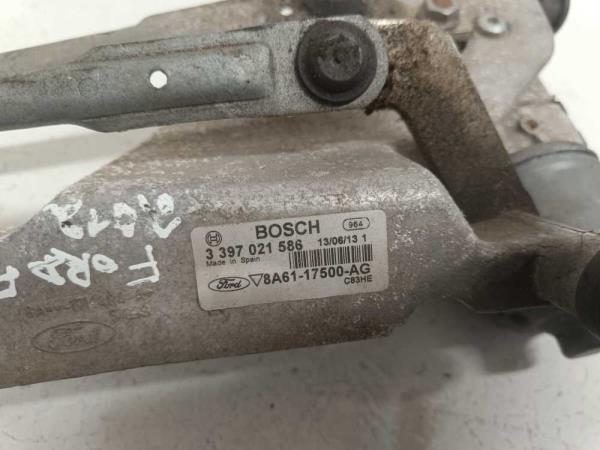 BOSCH 964
3 397 021 586 13/06/13 1
Made in Spain
Ford 8A61-17500-AG
C83HE
FORD F
Ford